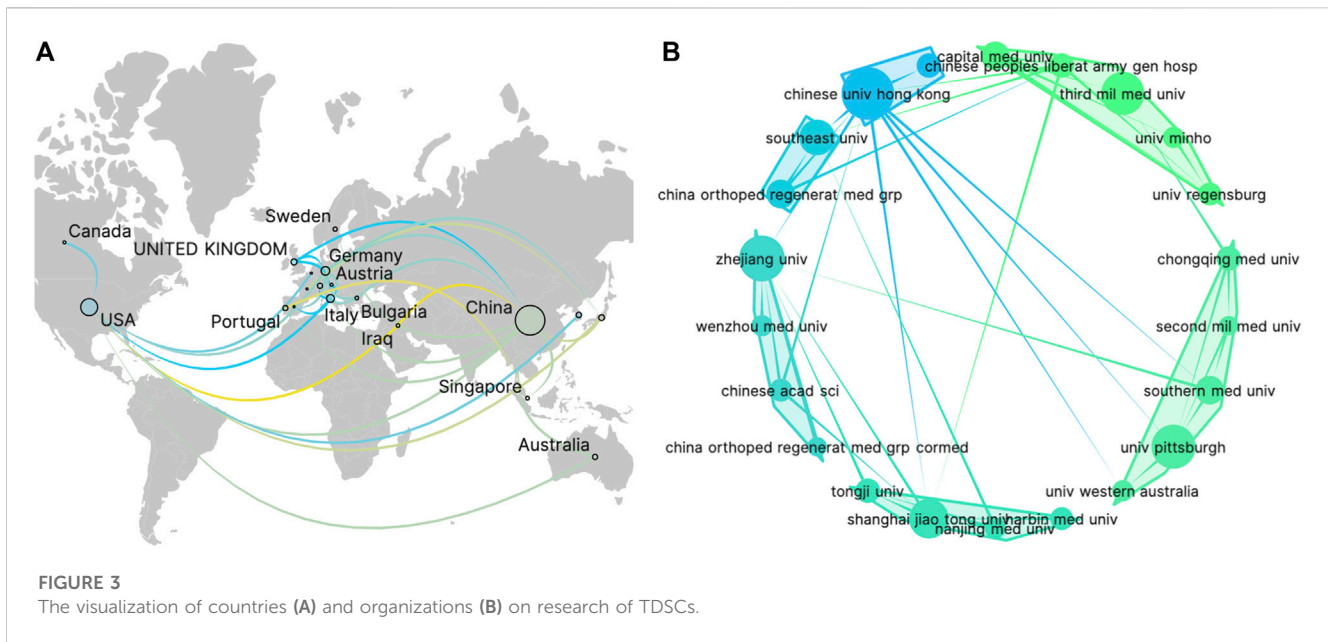 A
Canada
USA
Sweden
UNITED KINGDOM
Germany
Austria
Portugal
Italy
Bulgaria
Iraq
China
Singapore
Australia
B
capital med univ
chinese peoples liberat army gen hosp
chinese univ hong kong
third mil med univ
southeast univ
univ minho
china orthoped regenerat med grp
univ regensburg
zhejiang univ
chongqing med univ
wenzhou med univ
second mil med univ
chinese acad sci
southern med univ
china orthoped regenerat med grp cormed
univ pittsburgh
tongji univ
univ western australia
shanghai jiao tong univ
harbin med univ
nanjing med univ
FIGURE 3
The visualization of countries (A) and organizations (B) on research of TDSCs.